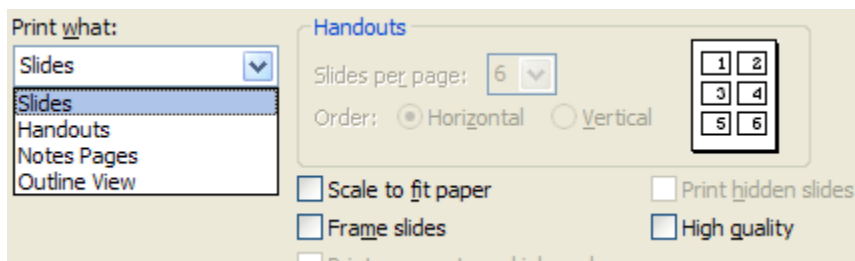 Print what:
Slides
Slides
Handouts
Notes Pages
Outline View
Handouts
Slides per page: 6
Order: Horizontal Vertical
1 2
3 4
5 6
Scale to fit paper Print hidden slides
Frame slides High quality